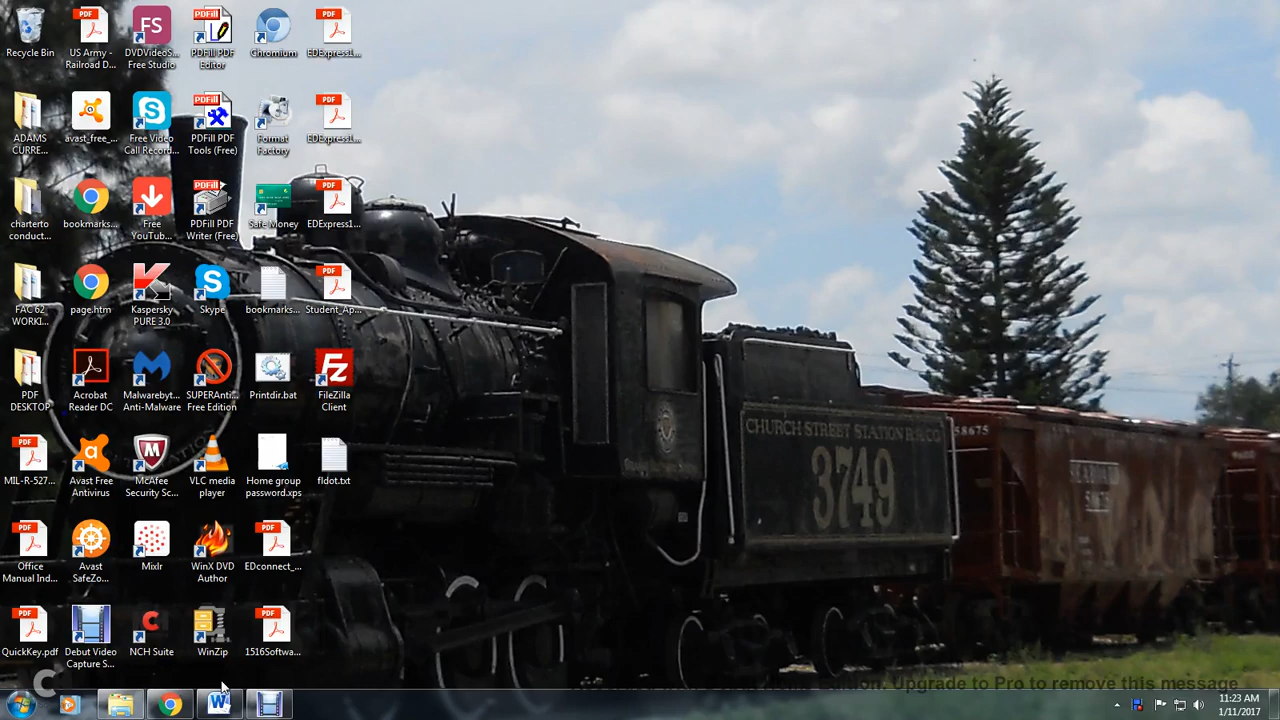 Recycle Bin
US Army - Railroad D...
DVDVideoS... Free Studio
PDFill PDF Editor
Chromium
EDExpress1...
ADAMS CURRE...
avast_free_...
Free Video Call Record...
PDFill PDF Tools (Free)
Format Factory
EDExpress1...
charterto conduct...
bookmarks...
Free YouTub...
PDFill PDF Writer (Free)
Safe Money
EDExpress1...
FAC 62 WORKI...
page.htm
Kaspersky PURE 3.0
Skype
bookmarks...
Student_Ap...
PDF DESKTOP
Acrobat Reader DC
Malwarebyt... Anti-Malware
SUPERAnti... Free Edition
Printdir.bat
FileZilla Client
MIL-R-527...
Avast Free Antivirus
McAfee Security Sc...
VLC media player
Home group password.xps
fldot.txt
Office Manual Ind...
Avast SafeZo...
Mixlr
WinX DVD Author
EDconnect_...
QuickKey.pdf
Debut Video Capture S...
NCH Suite
WinZip
1516Softwa...
CHURCH STREET STATION R.R. CO
3749
58675
Upgrade to Pro to remove this message
11:23 AM
1/11/2017